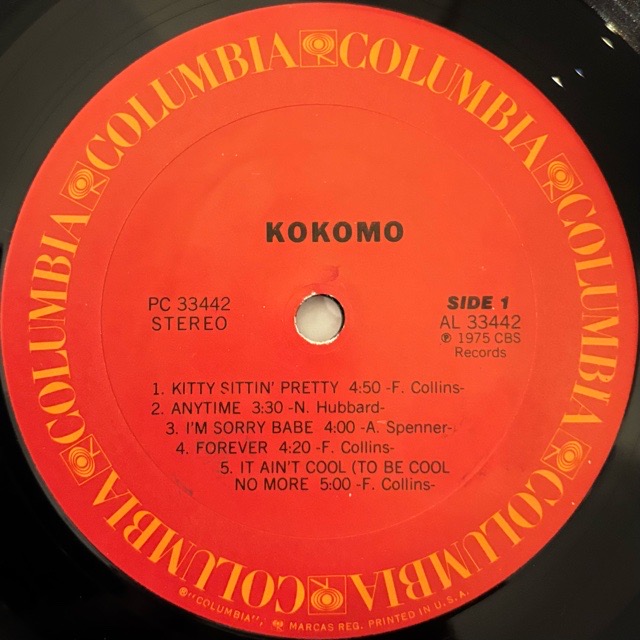 COLUMBIA COLUMBIA COLUMBIA COLUMBIA COLUMBIA COLUMBIA COLUMBIA
KOKOMO
PC 33442
STEREO
SIDE 1
AL 33442
℗ 1975 CBS
Records
1. KITTY SITTIN' PRETTY 4:50 -F. Collins-
2. ANYTIME 3:30 -N. Hubbard-
3. I'M SORRY BABE 4:00 -A. Spenner-
4. FOREVER 4:20 -F. Collins-
5. IT AIN'T COOL (TO BE COOL
NO MORE 5:00 -F. Collins-
®"COLUMBIA", MARCAS REG. PRINTED IN U.S.A.